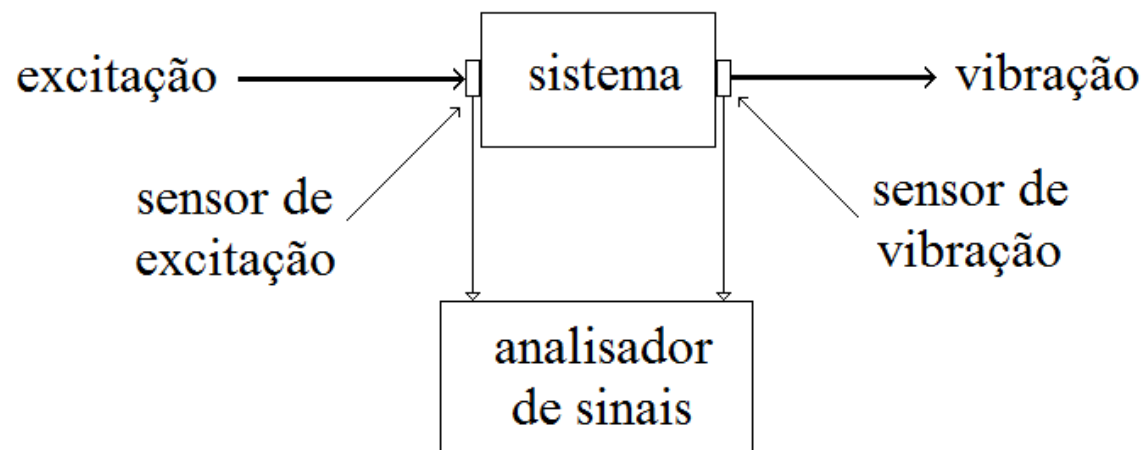 excitação
sistema
vibração
sensor de
excitação
sensor de
vibração
analisador
de sinais